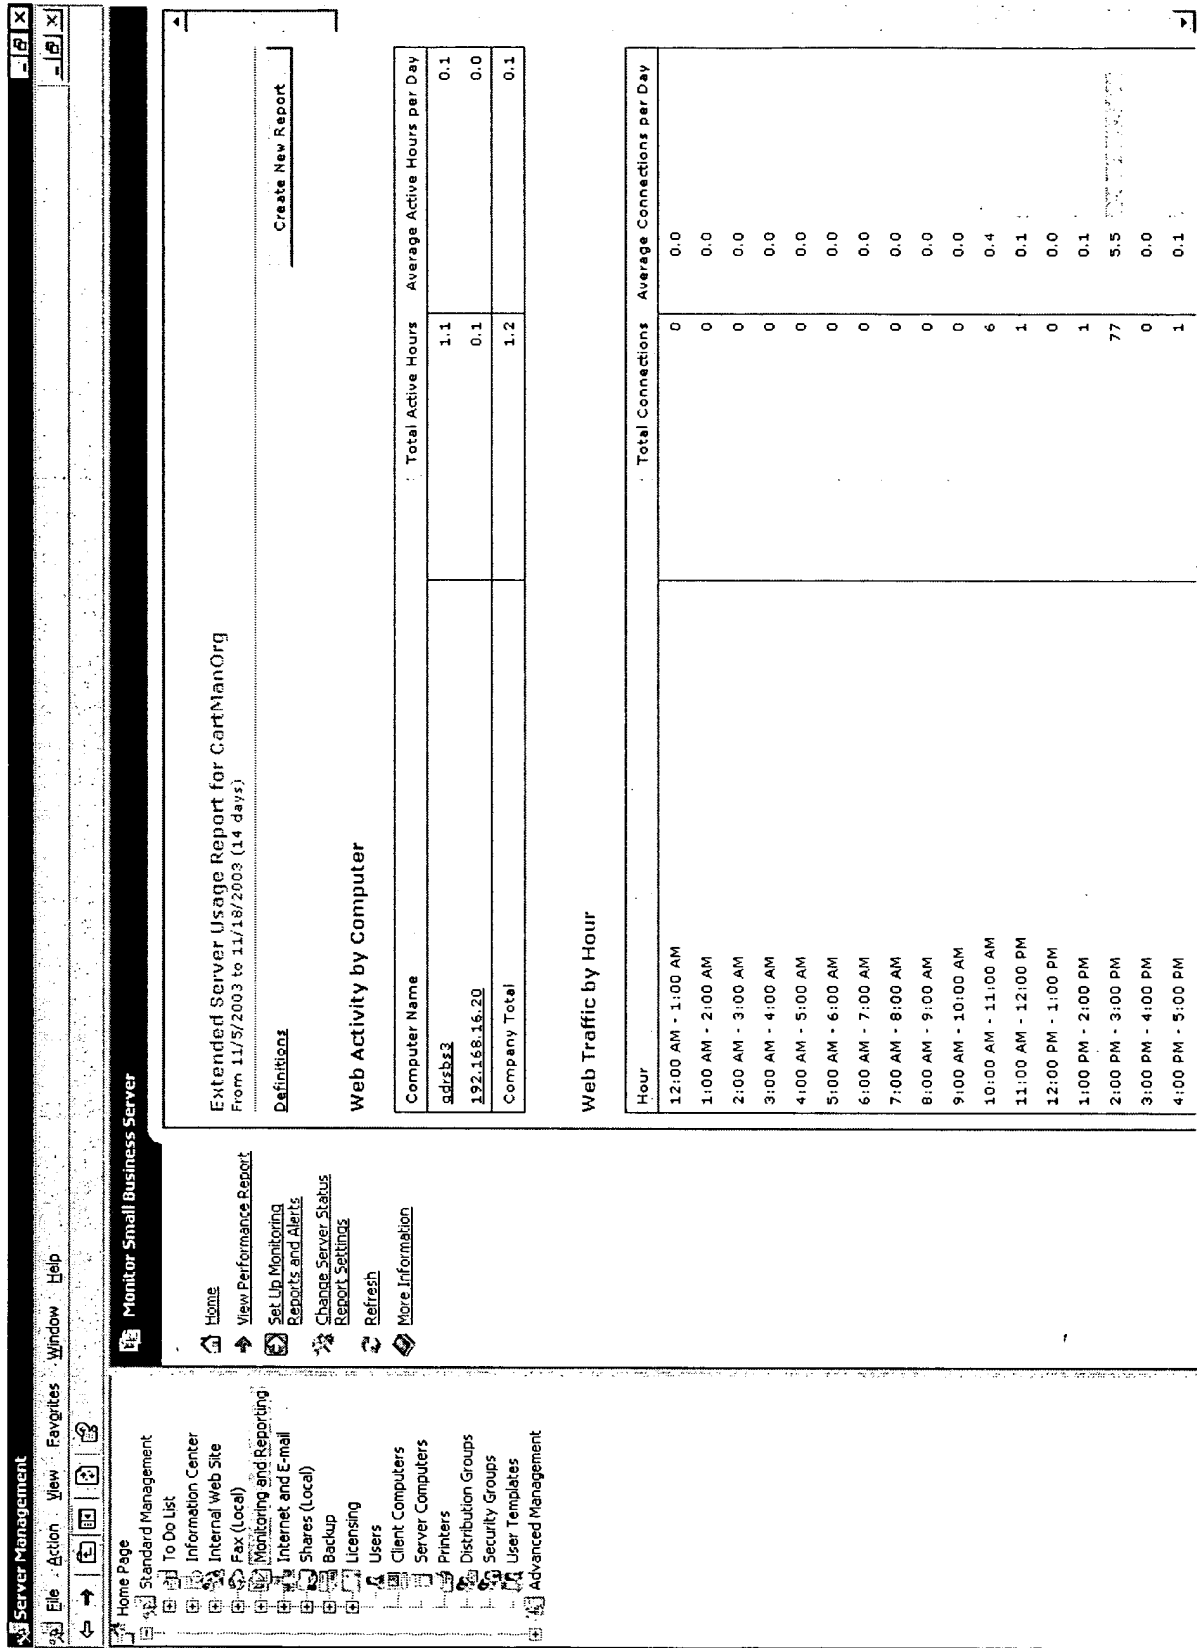 Server Management
File Action View Favorites Window Help
Home Page
Standard Management
To Do List
Information Center
Internal Web Site
Fax (Local)
Monitoring and Reporting
Internet and E-mail
Shares (Local)
Backup
Licensing
Users
Client Computers
Server Computers
Printers
Distribution Groups
Security Groups
User Templates
Advanced Management
Monitor Small Business Server
Home
View Performance Report
Set Up Monitoring
Reports and Alerts
Change Server Status
Report Settings
Refresh
More Information
Extended Server Usage Report for CartManOrg
From 11/5/2003 to 11/18/2003 (14 days)
Definitions Create New Report
Web Activity by Computer
Computer Name Total Active Hours Average Active Hours per Day
qdrsbs3 1.1 0.1
192.168.16.20 0.1 0.0
Company Total 1.2 0.1
Web Traffic by Hour
Hour Total Connections Average Connections per Day
12:00 AM - 1:00 AM 0 0.0
1:00 AM - 2:00 AM 0 0.0
2:00 AM - 3:00 AM 0 0.0
3:00 AM - 4:00 AM 0 0.0
4:00 AM - 5:00 AM 0 0.0
5:00 AM - 6:00 AM 0 0.0
6:00 AM - 7:00 AM 0 0.0
7:00 AM - 8:00 AM 0 0.0
8:00 AM - 9:00 AM 0 0.0
9:00 AM - 10:00 AM 0 0.0
10:00 AM - 11:00 AM 6 0.4
11:00 AM - 12:00 PM 1 0.1
12:00 PM - 1:00 PM 0 0.0
1:00 PM - 2:00 PM 1 0.1
2:00 PM - 3:00 PM 77 5.5
3:00 PM - 4:00 PM 0 0.0
4:00 PM - 5:00 PM 1 0.1